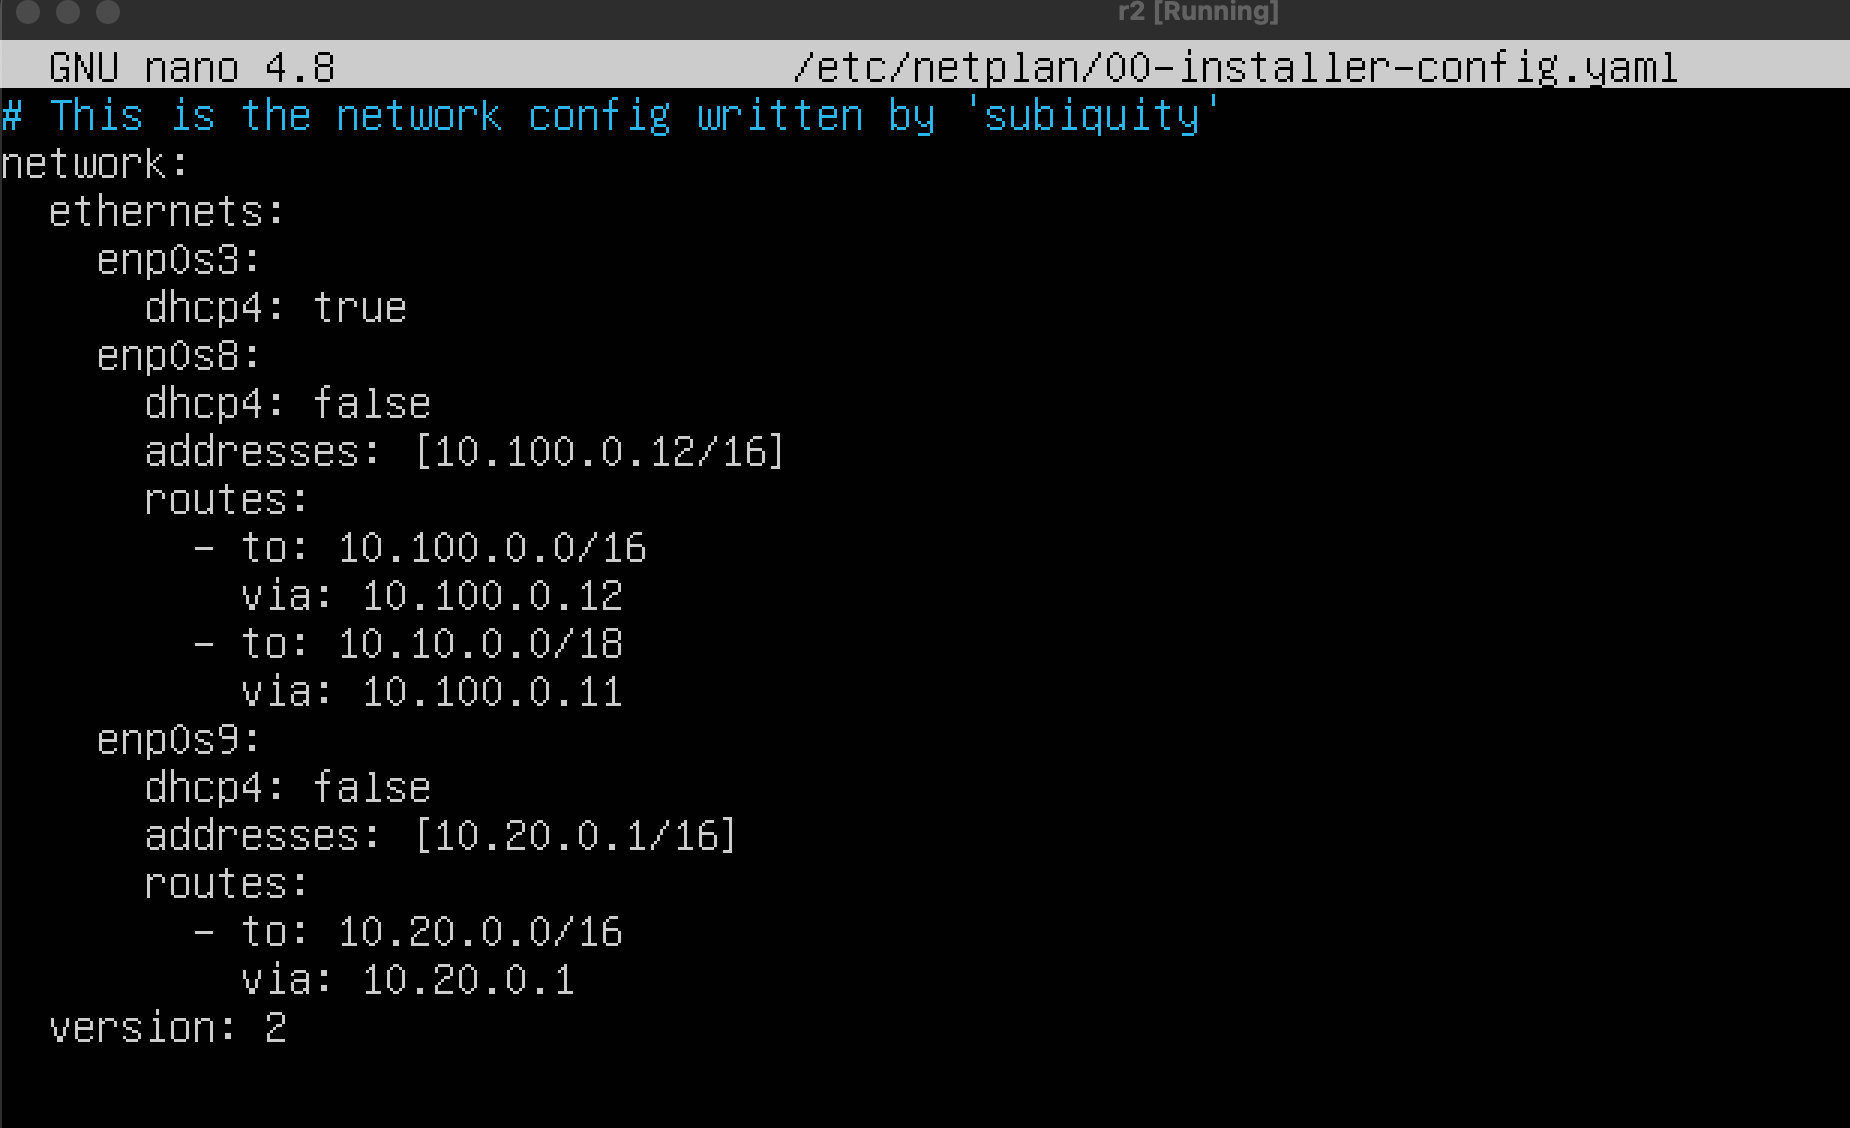 r2 [Running]
GNU nano 4.8 /etc/netplan/00-installer-config.yaml
# This is the network config written by 'subiquity'
network:
  ethernets:
    enp0s3:
      dhcp4: true
    enp0s8:
      dhcp4: false
      addresses: [10.100.0.12/16]
      routes:
        - to: 10.100.0.0/16
          via: 10.100.0.12
        - to: 10.10.0.0/18
          via: 10.100.0.11
    enp0s9:
      dhcp4: false
      addresses: [10.20.0.1/16]
      routes:
        - to: 10.20.0.0/16
          via: 10.20.0.1
  version: 2